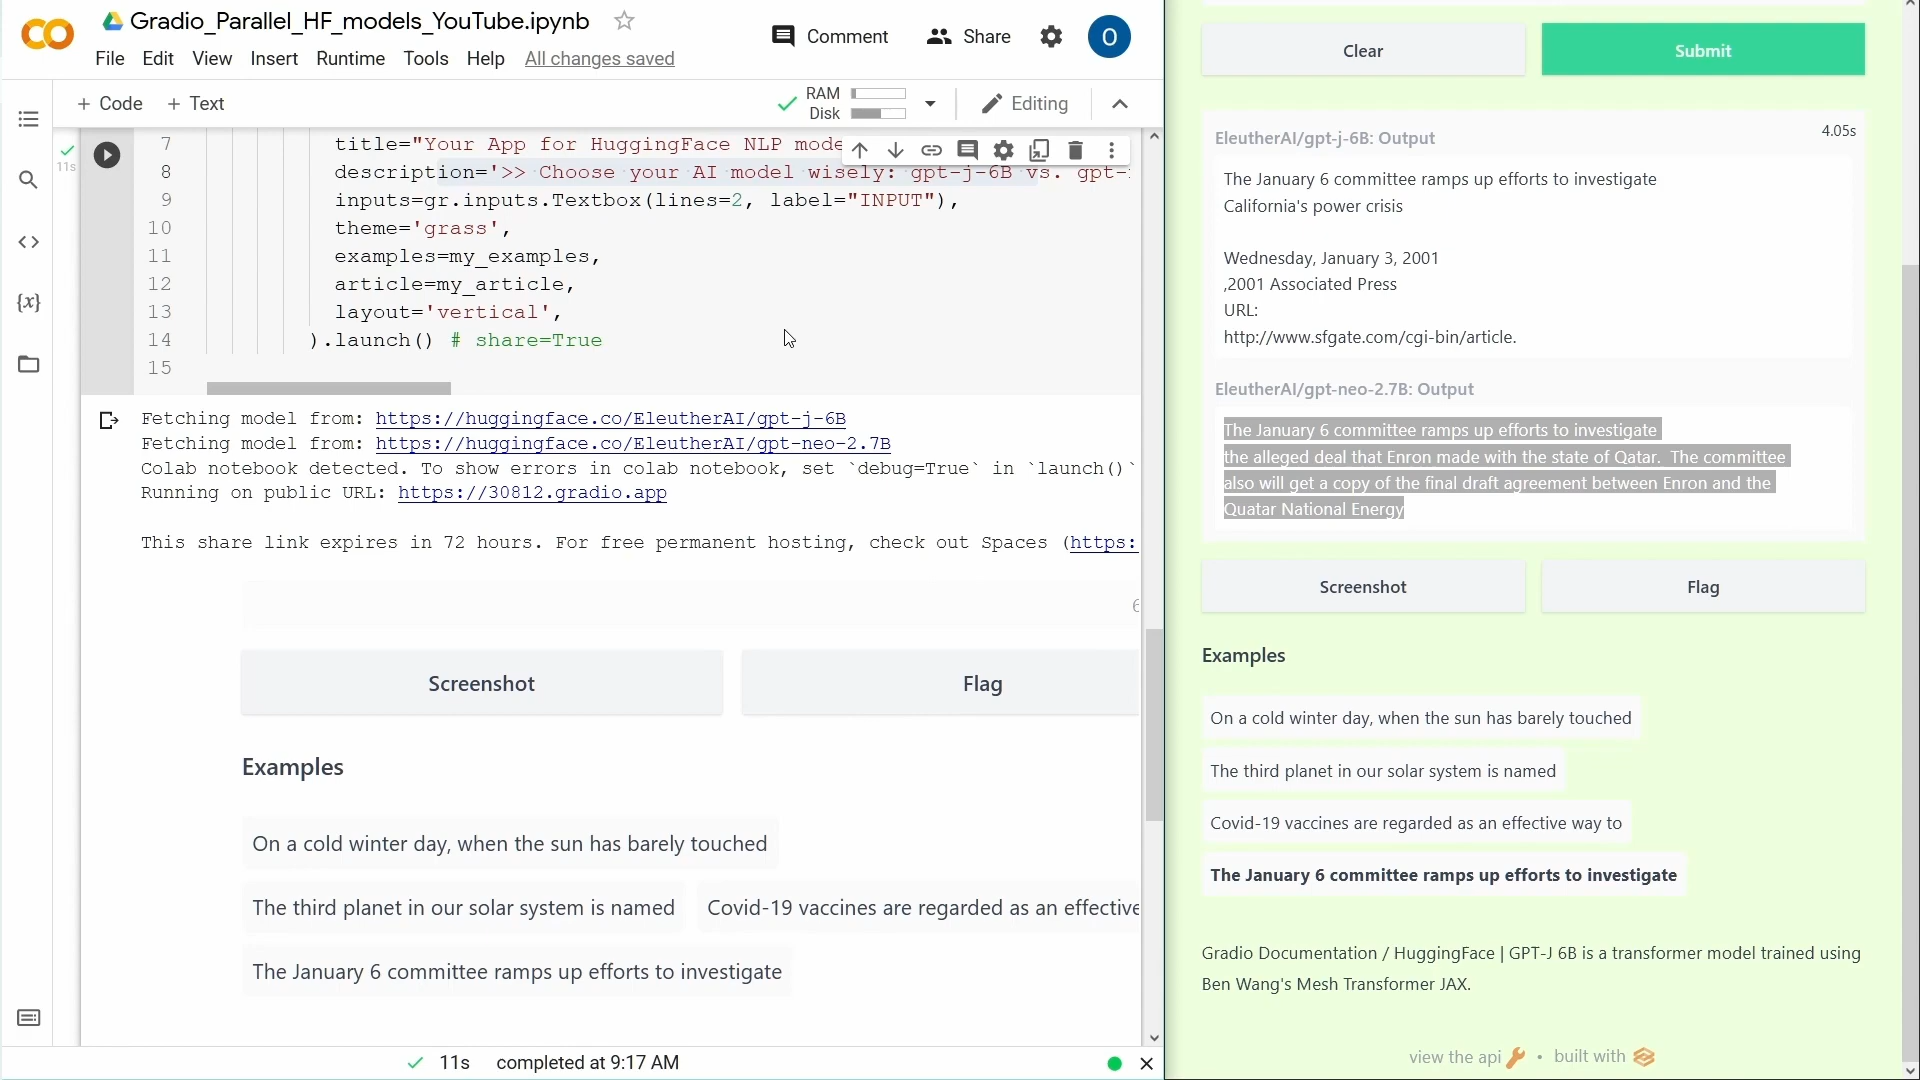 Gradio_Parallel_HF_models_YouTube.ipynb
Comment
Share
O
File Edit View Insert Runtime Tools Help All changes saved
+ Code + Text
RAM
Disk
Editing
11s
7 title="Your App for HuggingFace NLP mode
8 description='>> Choose your AI model wisely: gpt-j-6B vs. gpt-
9 inputs=gr.inputs.Textbox(lines=2, label="INPUT"),
10 theme='grass',
11 examples=my_examples,
12 article=my_article,
13 layout='vertical',
14 ).launch() # share=True
15
Fetching model from: https://huggingface.co/EleutherAI/gpt-j-6B
Fetching model from: https://huggingface.co/EleutherAI/gpt-neo-2.7B
Colab notebook detected. To show errors in colab notebook, set `debug=True` in `launch()`
Running on public URL: https://30812.gradio.app
This share link expires in 72 hours. For free permanent hosting, check out Spaces (https:
Screenshot
Flag
Examples
On a cold winter day, when the sun has barely touched
The third planet in our solar system is named
Covid-19 vaccines are regarded as an effective
The January 6 committee ramps up efforts to investigate
11s completed at 9:17 AM
Clear
Submit
EleutherAI/gpt-j-6B: Output
4.05s
The January 6 committee ramps up efforts to investigate
California's power crisis
Wednesday, January 3, 2001
,2001 Associated Press
URL:
http://www.sfgate.com/cgi-bin/article.
EleutherAI/gpt-neo-2.7B: Output
The January 6 committee ramps up efforts to investigate
the alleged deal that Enron made with the state of Qatar. The committee
also will get a copy of the final draft agreement between Enron and the
Quatar National Energy
Screenshot
Flag
Examples
On a cold winter day, when the sun has barely touched
The third planet in our solar system is named
Covid-19 vaccines are regarded as an effective way to
The January 6 committee ramps up efforts to investigate
Gradio Documentation / HuggingFace | GPT-J 6B is a transformer model trained using
Ben Wang's Mesh Transformer JAX.
view the api • built with